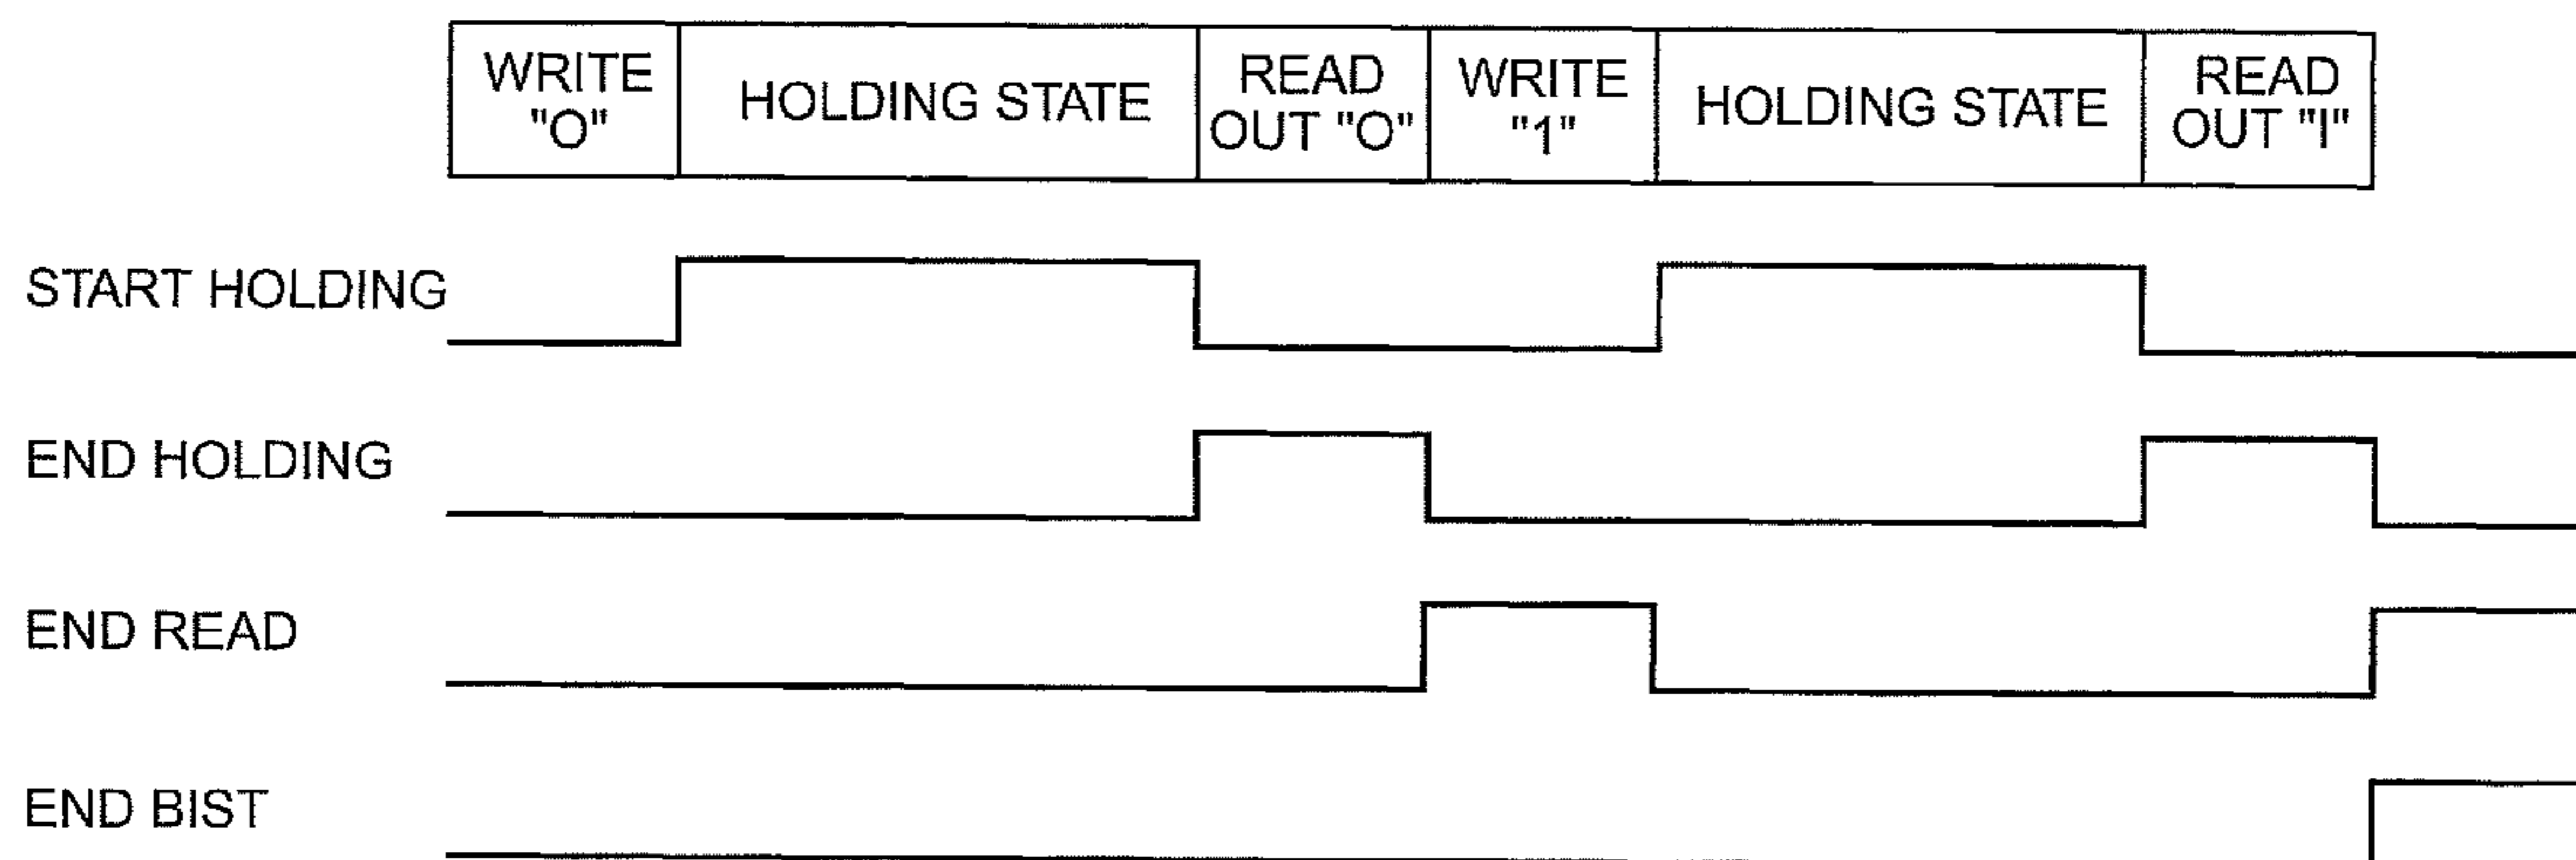 WRITE
"O"
HOLDING STATE
READ
OUT "O"
WRITE
"1"
HOLDING STATE
READ
OUT "I"
START HOLDING
END HOLDING
END READ
END BIST